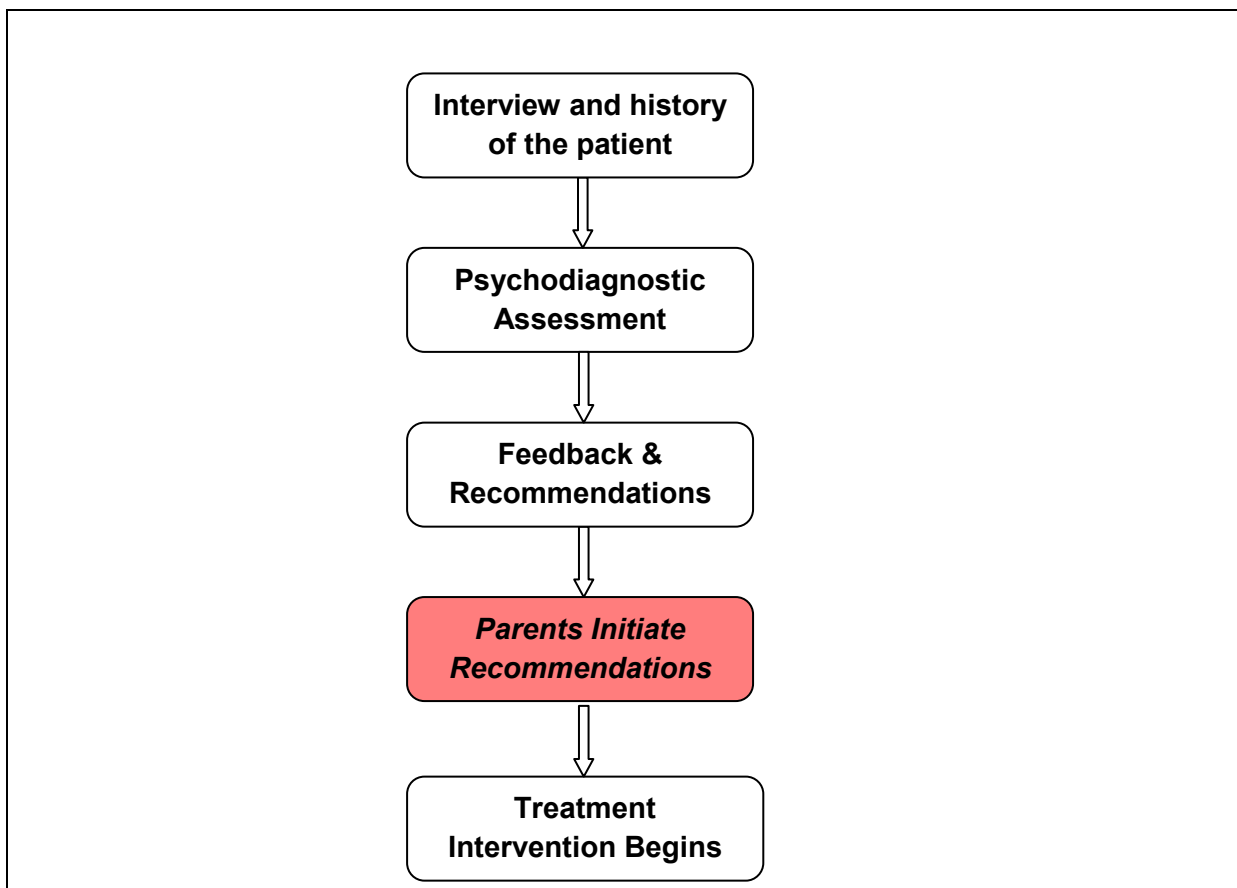 Interview and history
of the patient
Psychodiagnostic
Assessment
Feedback &
Recommendations
Parents Initiate
Recommendations
Treatment
Intervention Begins